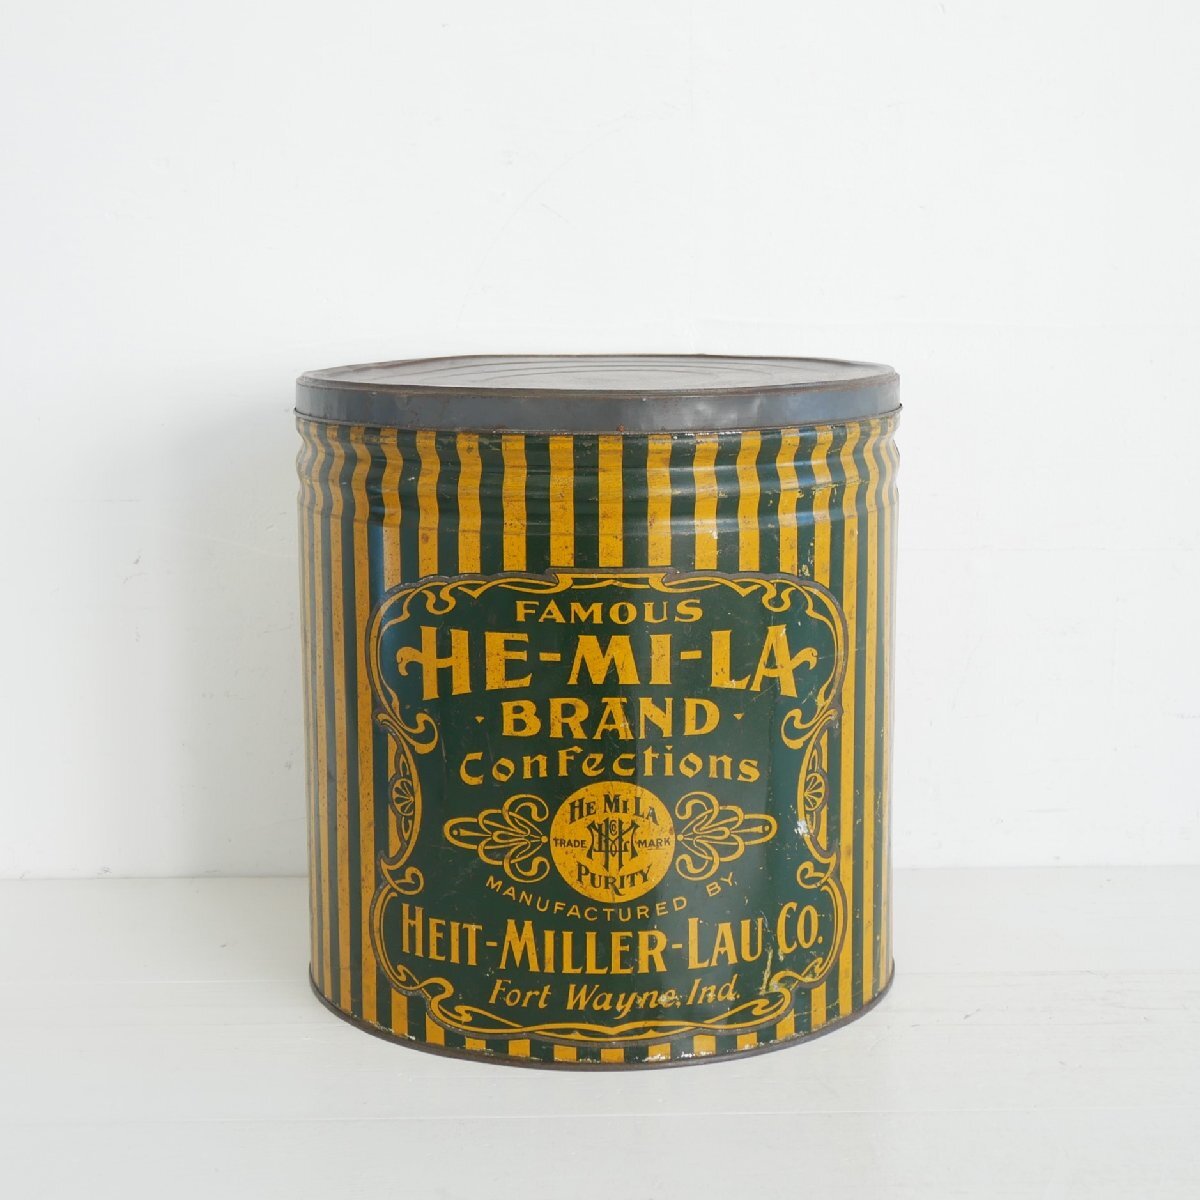 FAMOUS
HE-MI-LA
· BRAND ·
Confections
HE MI LA
TRADE MARK
PURITY
MANUFACTURED BY
HEIT-MILLER-LAU CO.
Fort Wayne, Ind.